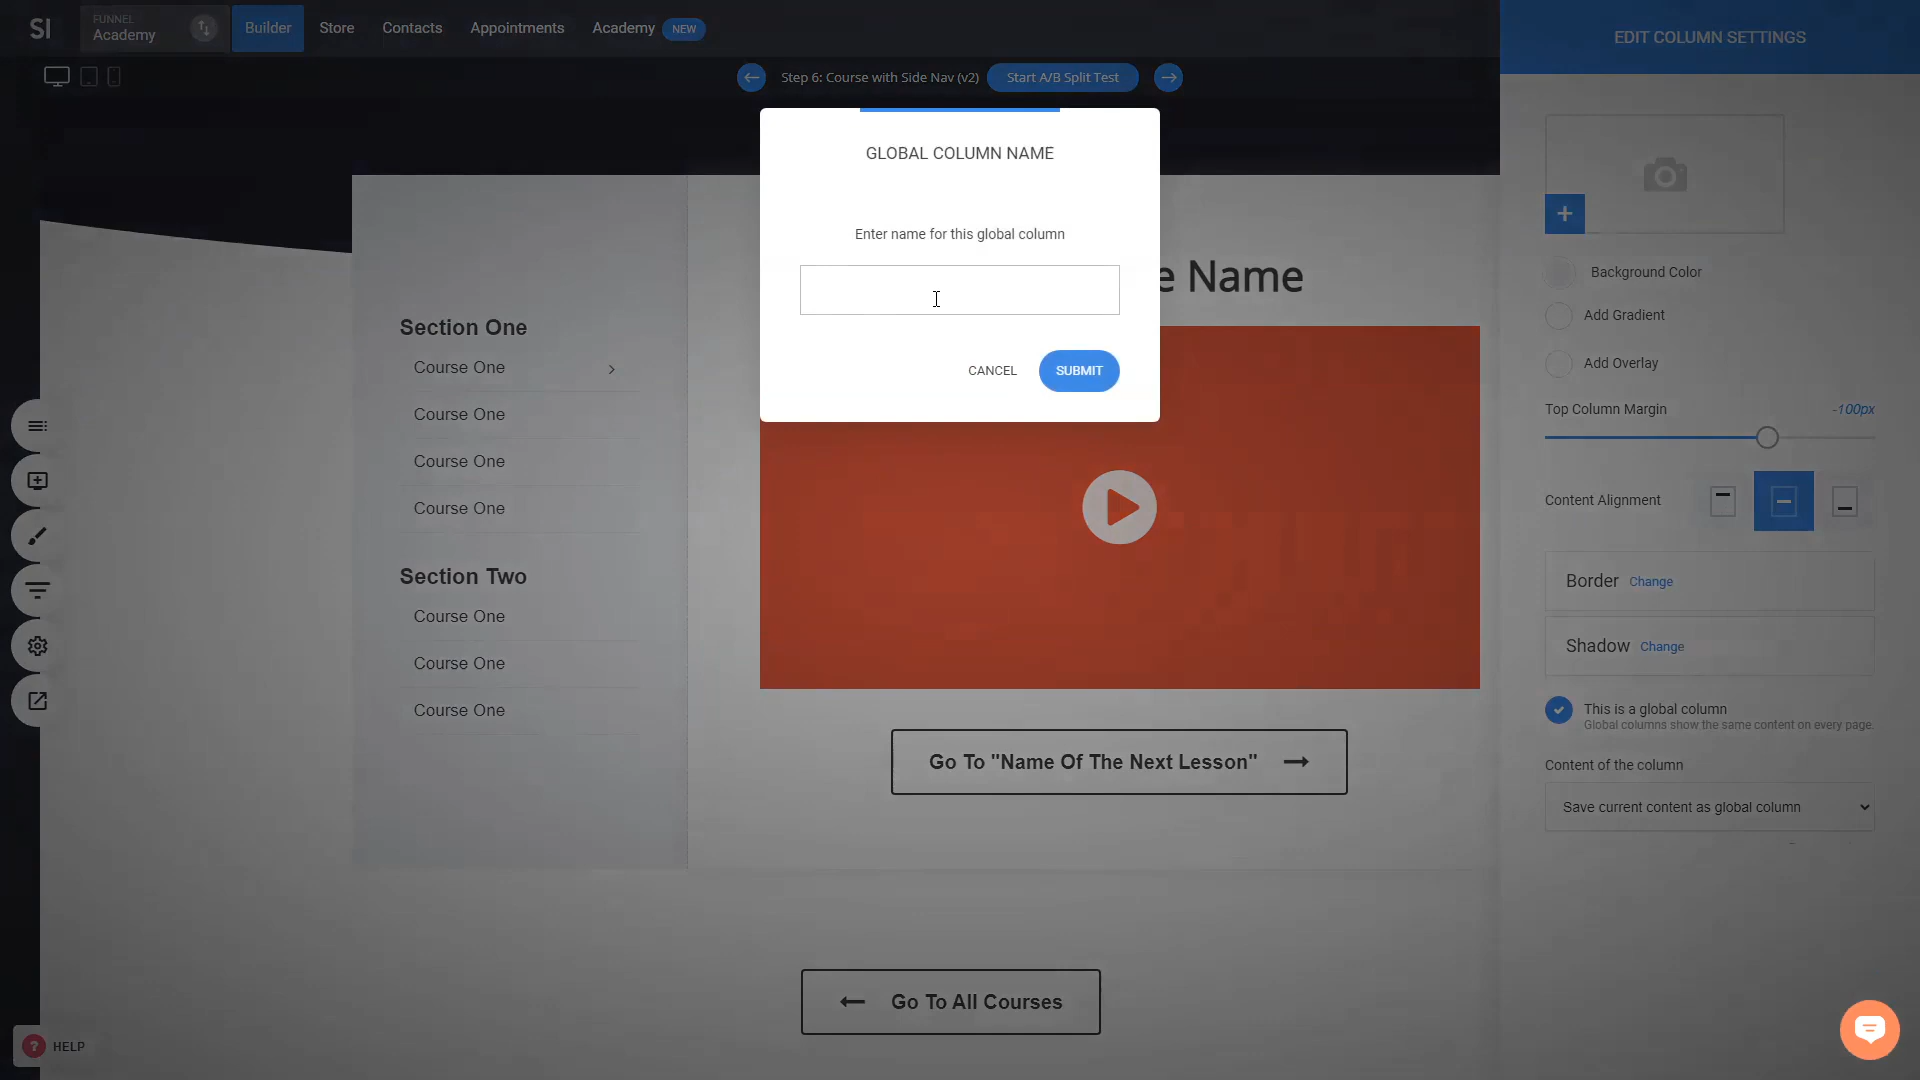 SI
FUNNEL
Academy
Builder
Store
Contacts
Appointments
Academy
NEW
EDIT COLUMN SETTINGS
Step 6: Course with Side Nav (v2)
Start A/B Split Test
GLOBAL COLUMN NAME
Enter name for this global column
CANCEL
SUBMIT
e Name
Section One
Course One
Course One
Course One
Course One
Section Two
Course One
Course One
Course One
Go To "Name Of The Next Lesson"
Go To All Courses
Background Color
Add Gradient
Add Overlay
Top Column Margin
-100px
Content Alignment
Border
Change
Shadow
Change
This is a global column
Global columns show the same content on every page.
Content of the column
Save current content as global column
? HELP